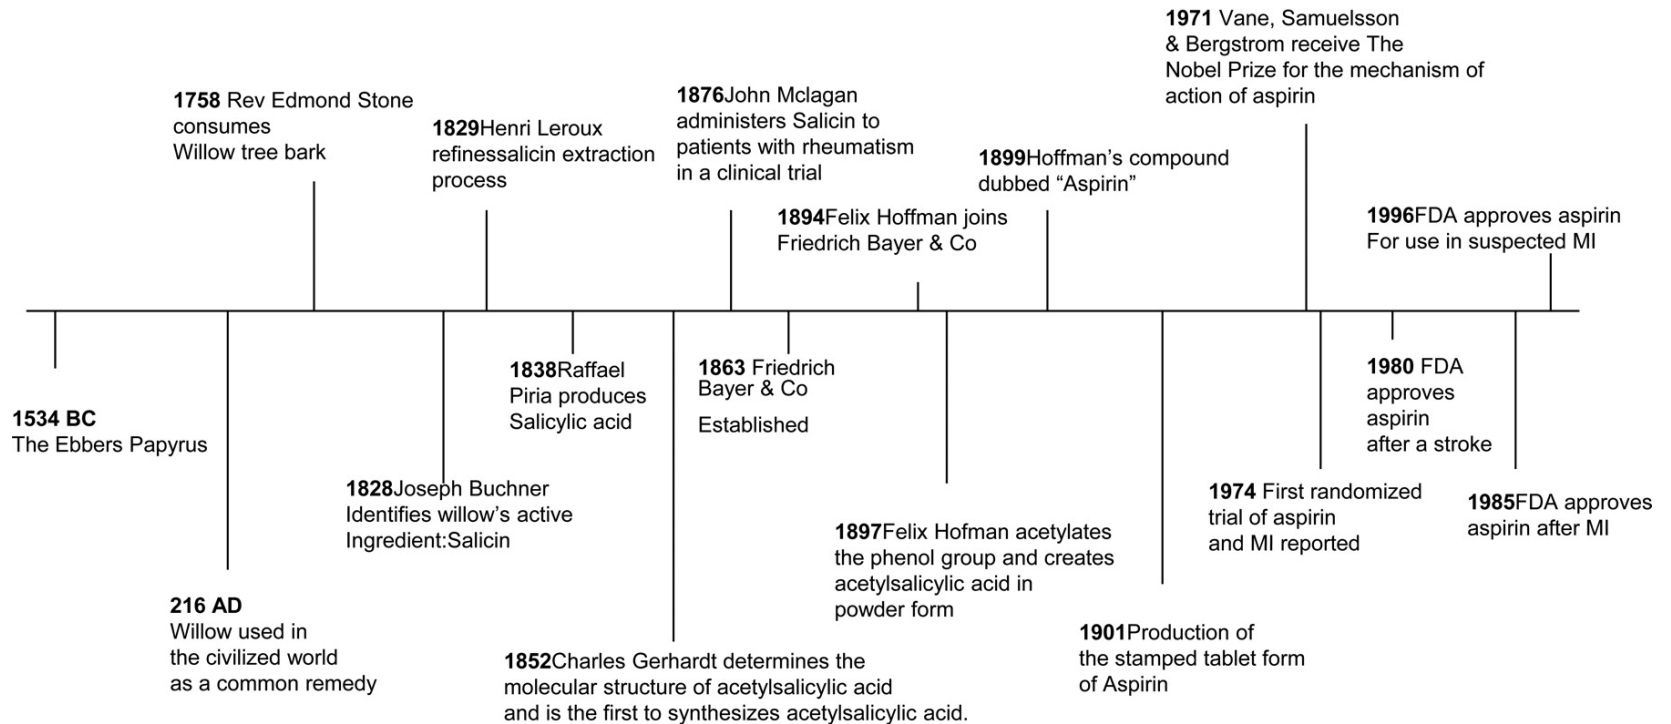 1971 Vane, Samuelsson
& Bergstrom receive The
Nobel Prize for the mechanism of
action of aspirin
1758 Rev Edmond Stone
consumes
Willow tree bark
1829Henri Leroux
refinessalicin extraction
process
1876John Mclagan
administers Salicin to
patients with rheumatism
in a clinical trial
1894Felix Hoffman joins
Friedrich Bayer & Co
1899Hoffman's compound
dubbed “Aspirin”
1996FDA approves aspirin
For use in suspected MI
1534 BC
The Ebbers Papyrus
216 AD
Willow used in
the civilized world
as a common remedy
1828Joseph Buchner
Identifies willow's active
Ingredient:Salicin
1838Raffael
Piria produces
Salicylic acid
1852Charles Gerhardt determines the
molecular structure of acetylsalicylic acid
and is the first to synthesizes acetylsalicylic acid.
1863 Friedrich
Bayer & Co
Established
1897Felix Hofman acetylates
the phenol group and creates
acetylsalicylic acid in
powder form
1901Production of
the stamped tablet form
of Aspirin
1974 First randomized
trial of aspirin
and MI reported
1980 FDA
approves
aspirin
after a stroke
1985FDA approves
aspirin after MI